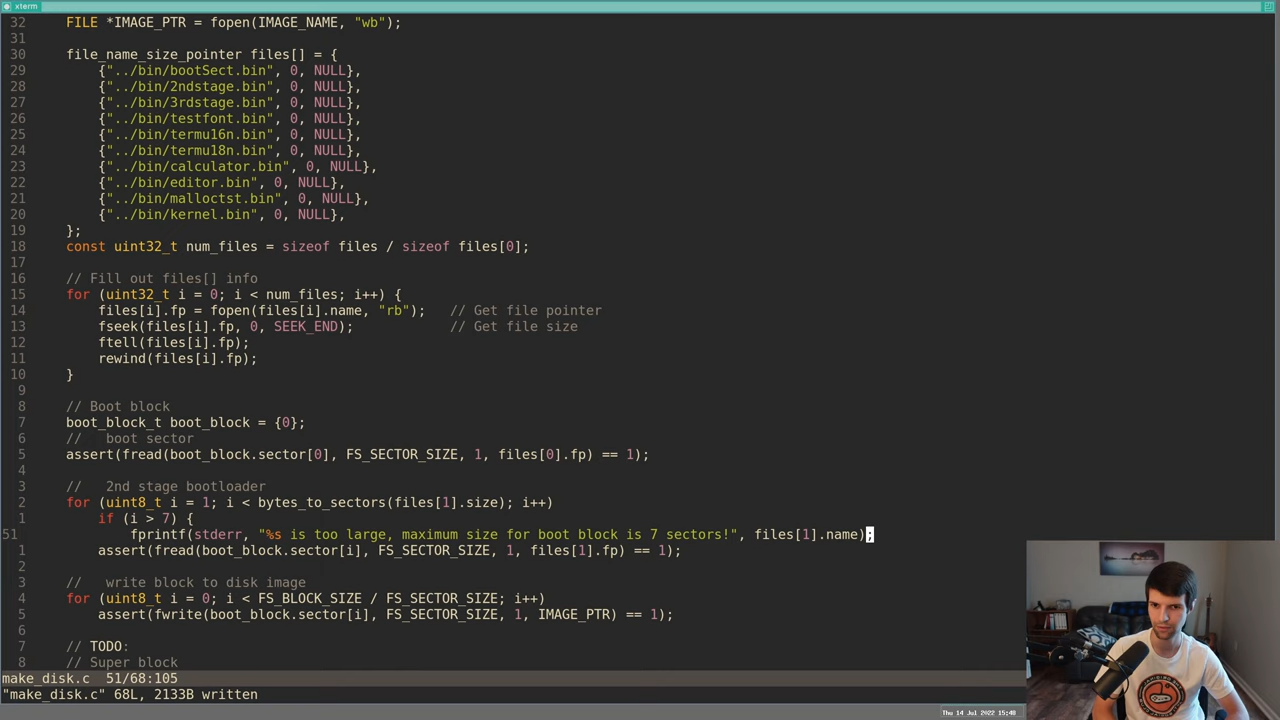 xterm
32 FILE *IMAGE_PTR = fopen(IMAGE_NAME, "wb");
31
30 file_name_size_pointer files[] = {
29 {"../bin/bootSect.bin", 0, NULL},
28 {"../bin/2ndstage.bin", 0, NULL},
27 {"../bin/3rdstage.bin", 0, NULL},
26 {"../bin/testfont.bin", 0, NULL},
25 {"../bin/termu16n.bin", 0, NULL},
24 {"../bin/termu18n.bin", 0, NULL},
23 {"../bin/calculator.bin", 0, NULL},
22 {"../bin/editor.bin", 0, NULL},
21 {"../bin/malloctst.bin", 0, NULL},
20 {"../bin/kernel.bin", 0, NULL},
19 };
18 const uint32_t num_files = sizeof files / sizeof files[0];
17
16 // Fill out files[] info
15 for (uint32_t i = 0; i < num_files; i++) {
14 files[i].fp = fopen(files[i].name, "rb"); // Get file pointer
13 fseek(files[i].fp, 0, SEEK_END); // Get file size
12 ftell(files[i].fp);
11 rewind(files[i].fp);
10 }
9
8 // Boot block
7 boot_block_t boot_block = {0};
6 // boot sector
5 assert(fread(boot_block.sector[0], FS_SECTOR_SIZE, 1, files[0].fp) == 1);
4
3 // 2nd stage bootloader
2 for (uint8_t i = 1; i < bytes_to_sectors(files[1].size); i++)
1 if (i > 7) {
51 fprintf(stderr, "%s is too large, maximum size for boot block is 7 sectors!", files[1].name);
1 assert(fread(boot_block.sector[i], FS_SECTOR_SIZE, 1, files[1].fp) == 1);
2
3 // write block to disk image
4 for (uint8_t i = 0; i < FS_BLOCK_SIZE / FS_SECTOR_SIZE; i++)
5 assert(fwrite(boot_block.sector[i], FS_SECTOR_SIZE, 1, IMAGE_PTR) == 1);
6
7 // TODO:
8 // Super block
make_disk.c 51/68:105
"make_disk.c" 68L, 2133B written
Thu 14 Jul 2022 15:48